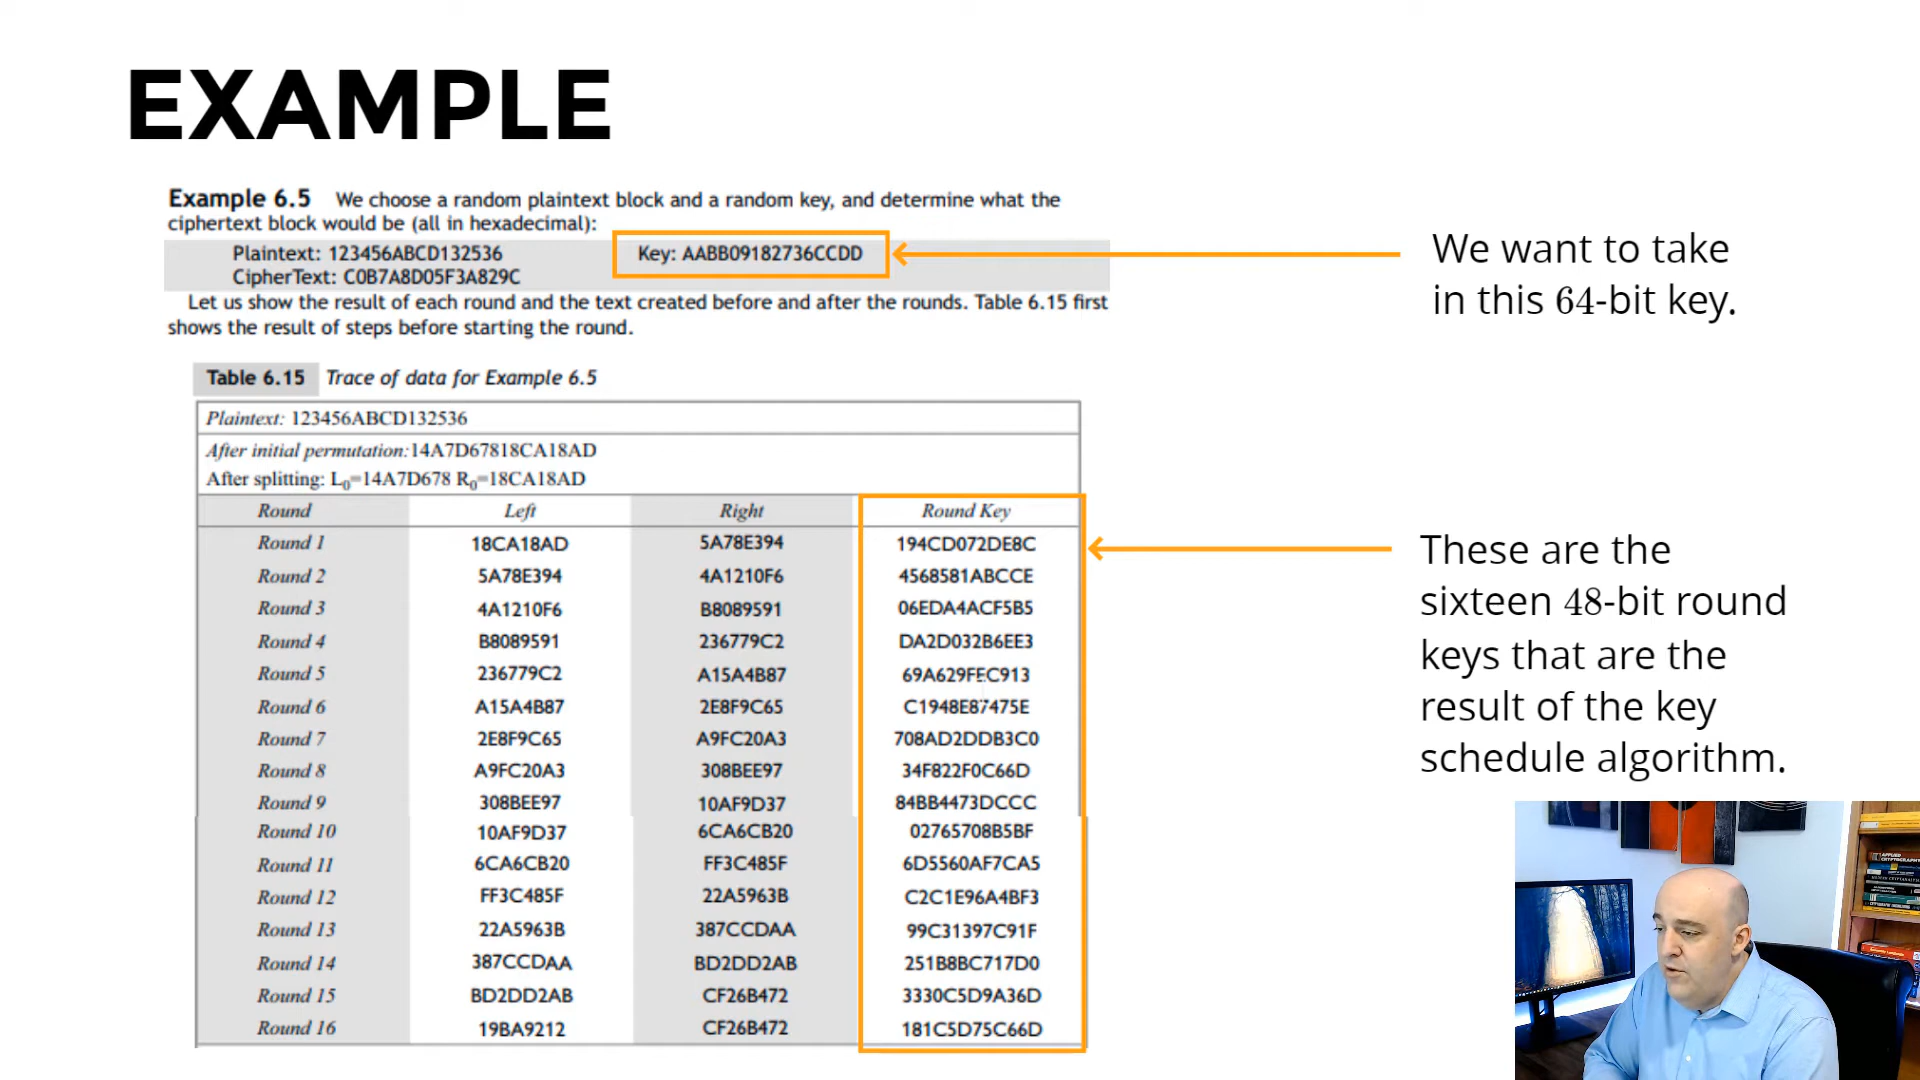 EXAMPLE
Example 6.5 We choose a random plaintext block and a random key, and determine what the
ciphertext block would be (all in hexadecimal):
Plaintext: 123456ABCD132536 Key: AABB09182736CCDD
CipherText: C0B7A8D05F3A829C
Let us show the result of each round and the text created before and after the rounds. Table 6.15 first
shows the result of steps before starting the round.
We want to take
in this 64-bit key.
Table 6.15 Trace of data for Example 6.5
Plaintext: 123456ABCD132536
After initial permutation:14A7D67818CA18AD
After splitting: L0=14A7D678 R0=18CA18AD
Round Left Right Round Key
Round 1 18CA18AD 5A78E394 194CD072DE8C
Round 2 5A78E394 4A1210F6 4568581ABCCE
Round 3 4A1210F6 B8089591 06EDA4ACF5B5
Round 4 B8089591 236779C2 DA2D032B6EE3
Round 5 236779C2 A15A4B87 69A629FEC913
Round 6 A15A4B87 2E8F9C65 C1948E87475E
Round 7 2E8F9C65 A9FC20A3 708AD2DDB3C0
Round 8 A9FC20A3 308BEE97 34F822F0C66D
Round 9 308BEE97 10AF9D37 84BB4473DCCC
Round 10 10AF9D37 6CA6CB20 02765708B5BF
Round 11 6CA6CB20 FF3C485F 6D5560AF7CA5
Round 12 FF3C485F 22A5963B C2C1E96A4BF3
Round 13 22A5963B 387CCDAA 99C31397C91F
Round 14 387CCDAA BD2DD2AB 251B8BC717D0
Round 15 BD2DD2AB CF26B472 3330C5D9A36D
Round 16 19BA9212 CF26B472 181C5D75C66D
These are the
sixteen 48-bit round
keys that are the
result of the key
schedule algorithm.
APPLIED
CRYPTOGRAPHY